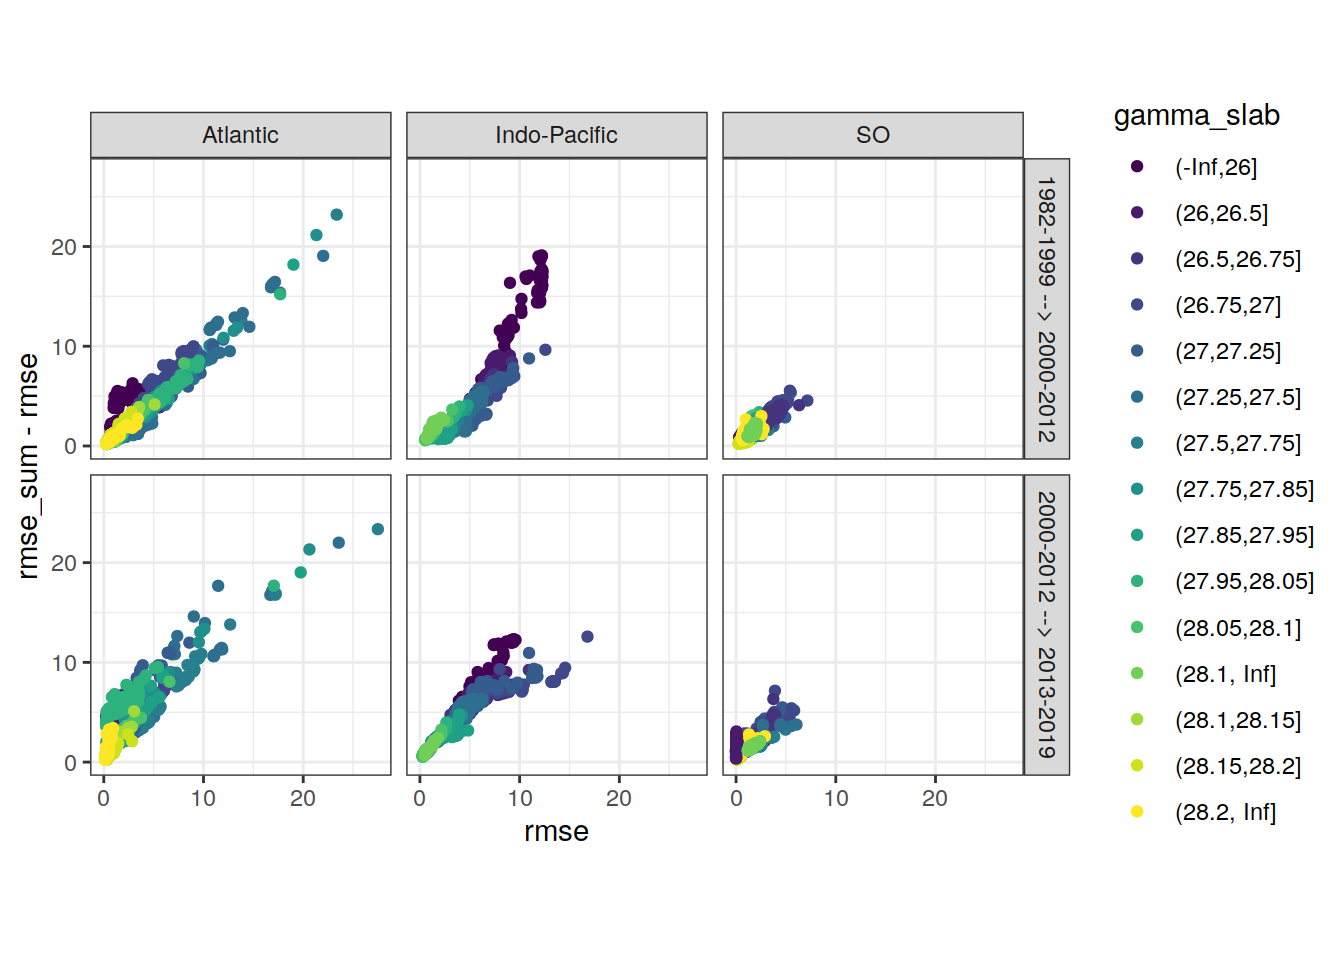 Atlantic
Indo-Pacific
SO
gamma_slab
(-Inf,26]
(26,26.5]
(26.5,26.75]
(26.75,27]
(27,27.25]
(27.25,27.5]
(27.5,27.75]
(27.75,27.85]
(27.85,27.95]
(27.95,28.05]
(28.05,28.1]
(28.1, Inf]
(28.1,28.15]
(28.15,28.2]
(28.2, Inf]
1982-1999 --> 2000-2012
2000-2012 --> 2013-2019
rmse_sum - rmse
20
10
0
20
10
0
0 10 20
0 10 20
0 10 20
rmse